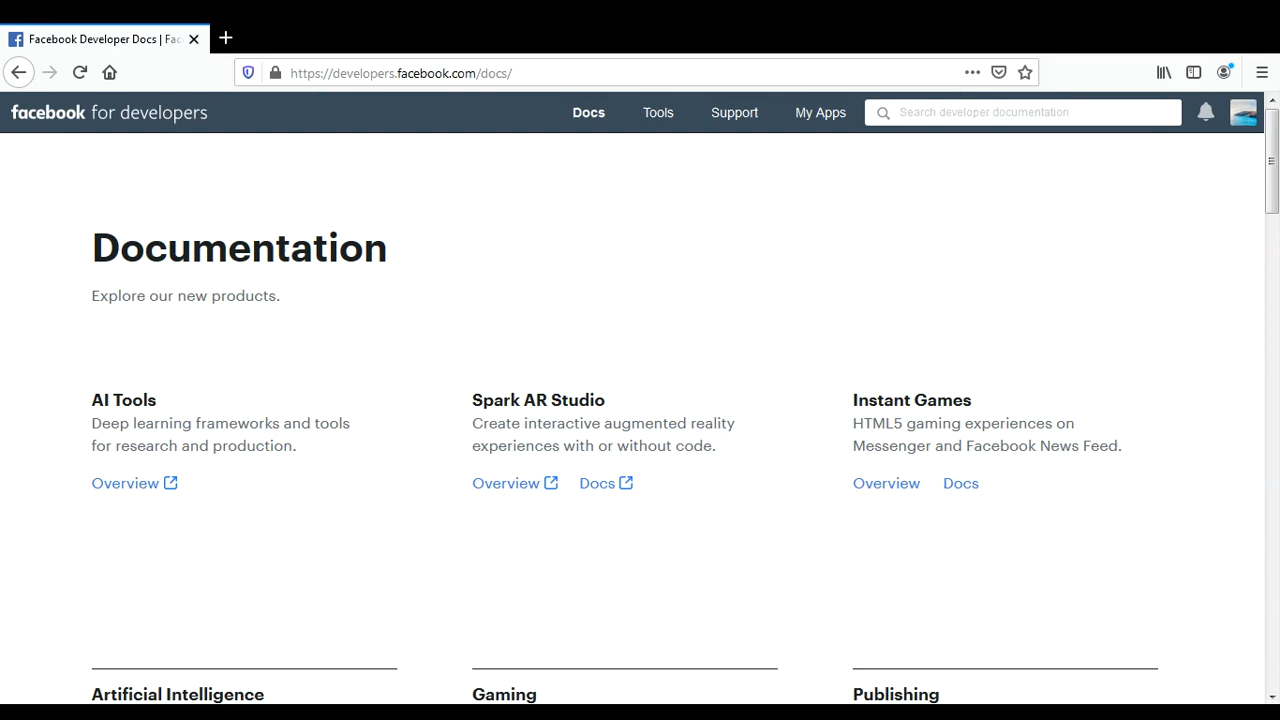 Facebook Developer Docs | Fac
https://developers.facebook.com/docs/
facebook for developers
Docs
Tools
Support
My Apps
Search developer documentation
Documentation
Explore our new products.
AI Tools
Deep learning frameworks and tools
for research and production.
Overview
Spark AR Studio
Create interactive augmented reality
experiences with or without code.
Overview Docs
Instant Games
HTML5 gaming experiences on
Messenger and Facebook News Feed.
Overview Docs
Artificial Intelligence
Gaming
Publishing